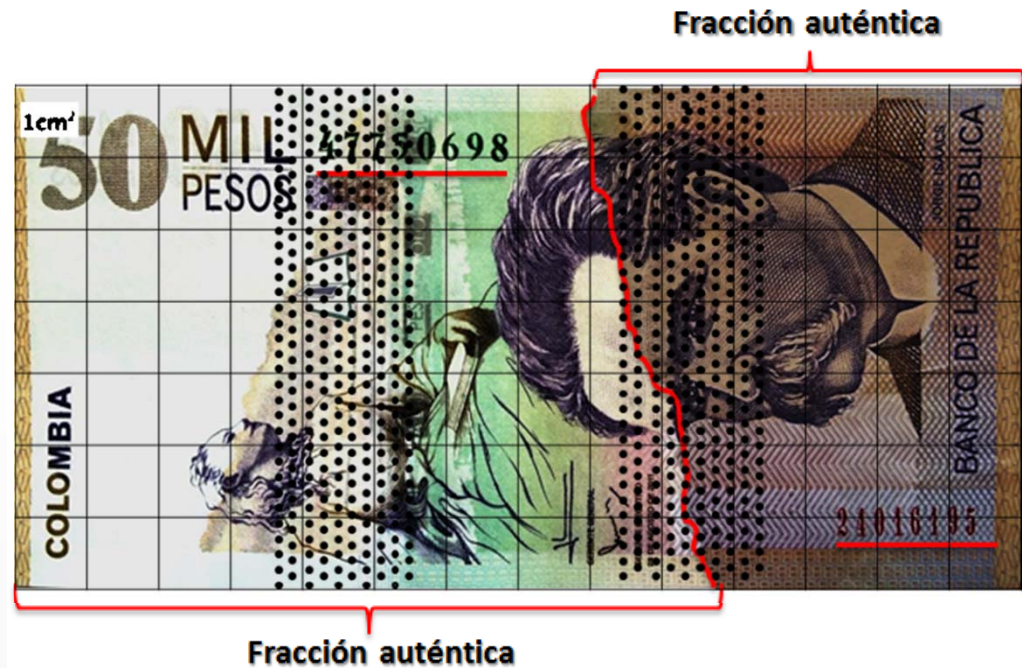 Fracción auténtica
1cm²
50 MIL
PESOS
47750698
COLOMBIA
BANCO DE LA REPUBLICA
24016195
Fracción auténtica